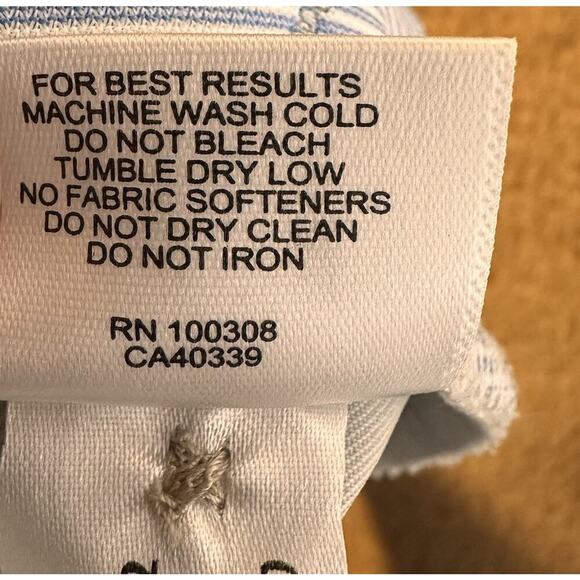 FOR BEST RESULTS
MACHINE WASH COLD
DO NOT BLEACH
TUMBLE DRY LOW
NO FABRIC SOFTENERS
DO NOT DRY CLEAN
DO NOT IRON
RN 100308
CA40339